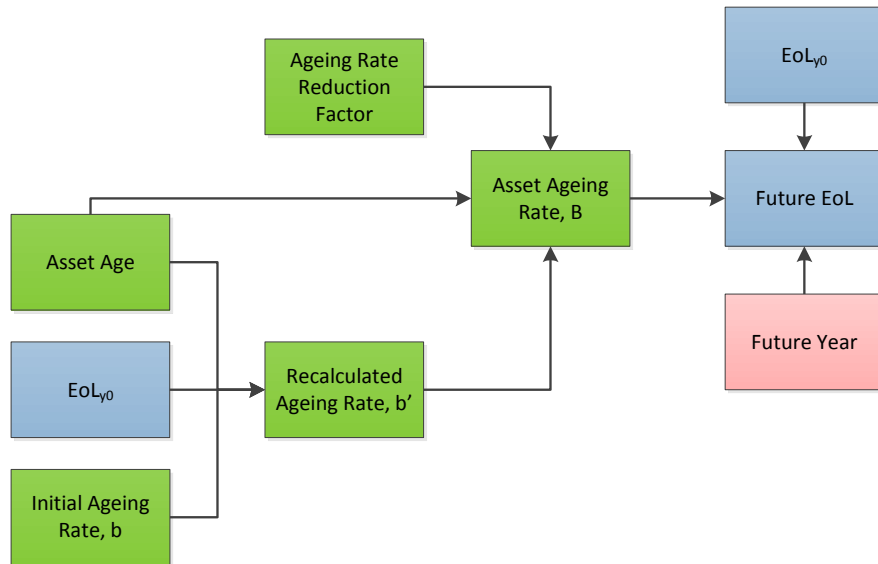 Ageing Rate
Reduction
Factor
EoLy0
Asset Ageing
Rate, B
Future EoL
Asset Age
EoLy0
Recalculated
Ageing Rate, b’
Future Year
Initial Ageing
Rate, b